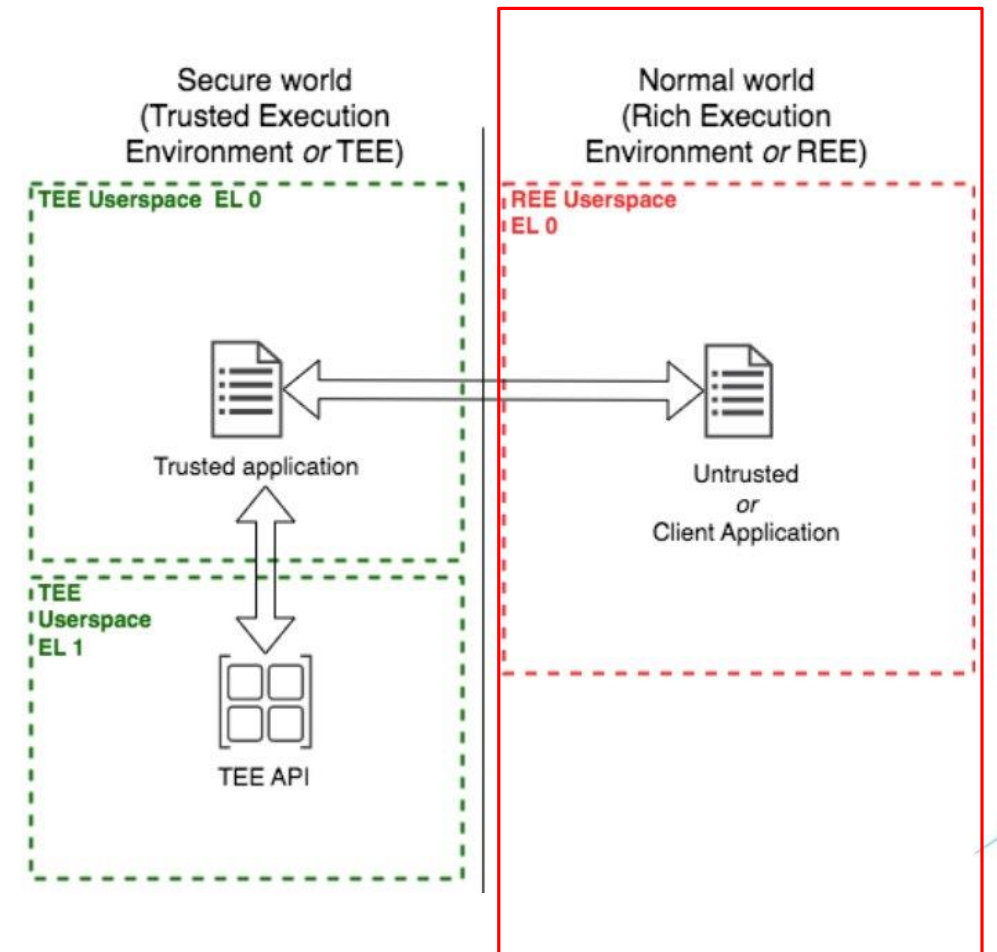 Secure world
(Trusted Execution
Environment or TEE)
TEE Userspace EL 0
Trusted application
TEE
Userspace
EL 1
TEE API
Normal world
(Rich Execution
Environment or REE)
REE Userspace
EL 0
Untrusted
or
Client Application